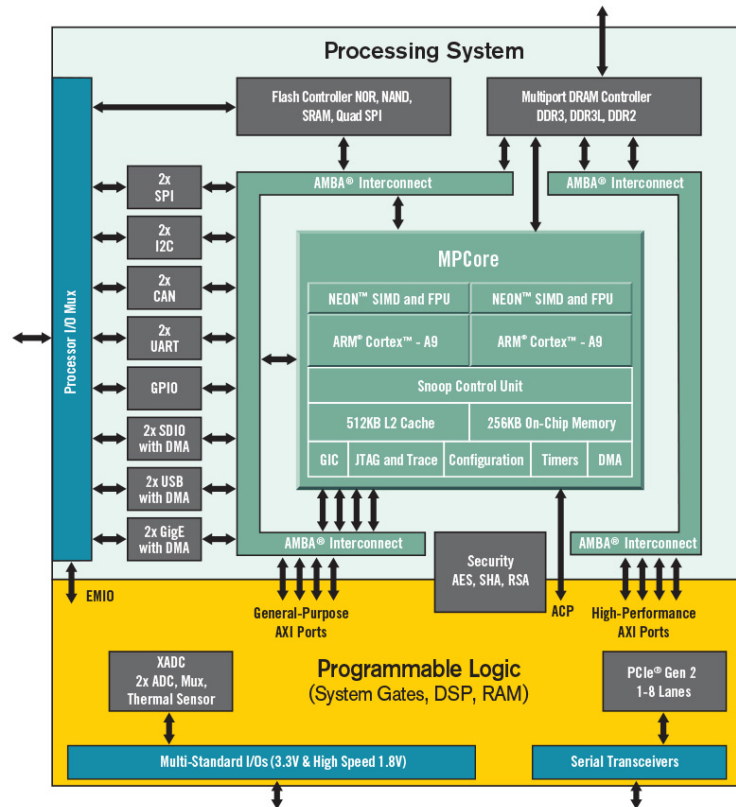 Processing System
Flash Controller NOR, NAND,
SRAM, Quad SPI
Multiport DRAM Controller
DDR3, DDR3L, DDR2
Processor I/O Mux
2x
SPI
2x
I2C
2x
CAN
2x
UART
GPIO
2x SDIO
with DMA
2x USB
with DMA
2x GigE
with DMA
AMBA® Interconnect
AMBA® Interconnect
MPCore
NEON™ SIMD and FPU
NEON™ SIMD and FPU
ARM® Cortex™ - A9
ARM® Cortex™ - A9
Snoop Control Unit
512KB L2 Cache
256KB On-Chip Memory
GIC
JTAG and Trace
Configuration
Timers
DMA
AMBA® Interconnect
AMBA® Interconnect
Security
AES, SHA, RSA
EMIO
General-Purpose
AXI Ports
ACP
High-Performance
AXI Ports
Programmable Logic
(System Gates, DSP, RAM)
XADC
2x ADC, Mux,
Thermal Sensor
PCIe® Gen 2
1-8 Lanes
Multi-Standard I/Os (3.3V & High Speed 1.8V)
Serial Transceivers